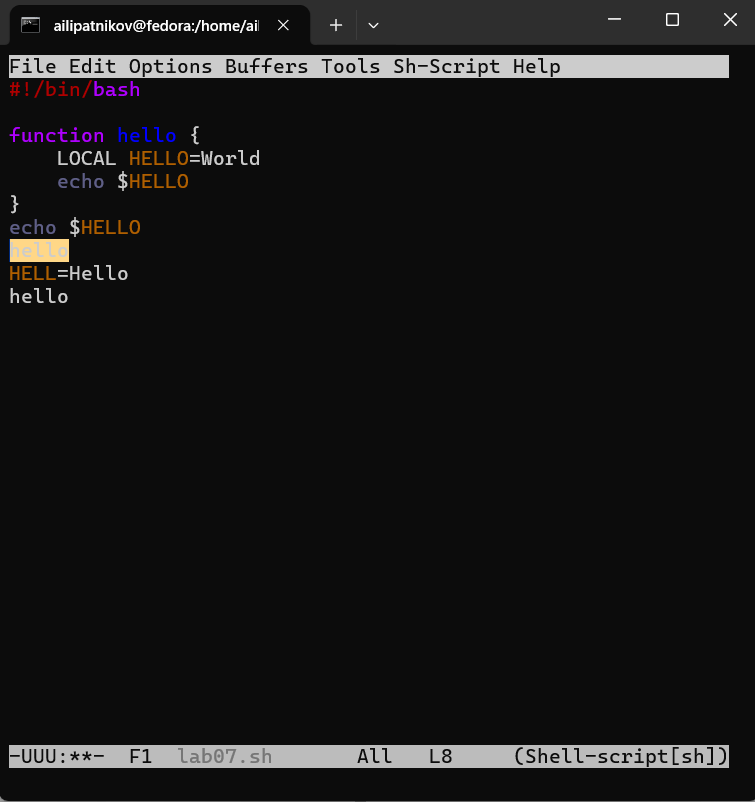 ailipatnikov@fedora:/home/ai
File Edit Options Buffers Tools Sh-Script Help
#!/bin/bash
function hello {
    LOCAL HELLO=World
    echo $HELLO
}
echo $HELLO
hello
HELL=Hello
hello
-UUU:**-  F1  lab07.sh       All   L8     (Shell-script[sh])